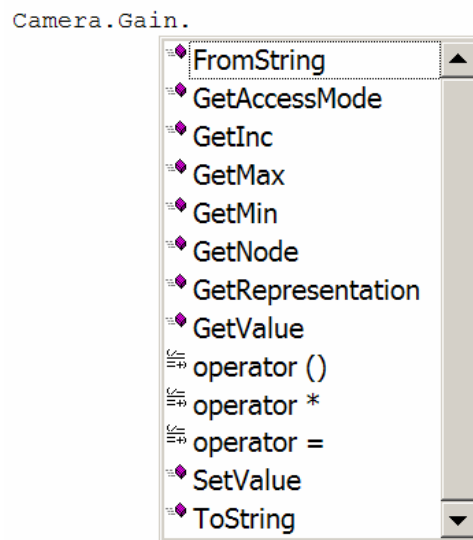 Camera.Gain.
FromString
GetAccessMode
GetInc
GetMax
GetMin
GetNode
GetRepresentation
GetValue
operator ()
operator *
operator =
SetValue
ToString